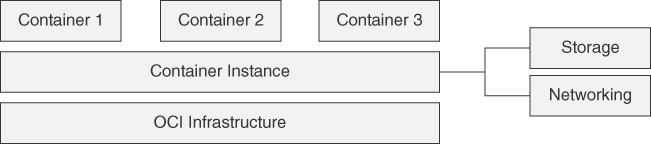 Container 1
Container 2
Container 3
Container Instance
OCI Infrastructure
Storage
Networking